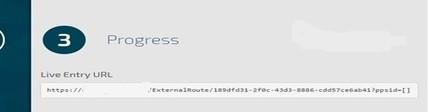 3 Progress
Live Entry URL
https:// /ExternalRoute/189dfd31-2f0c-43d3-8886-cdd57ce6ab41?ppsid=[]